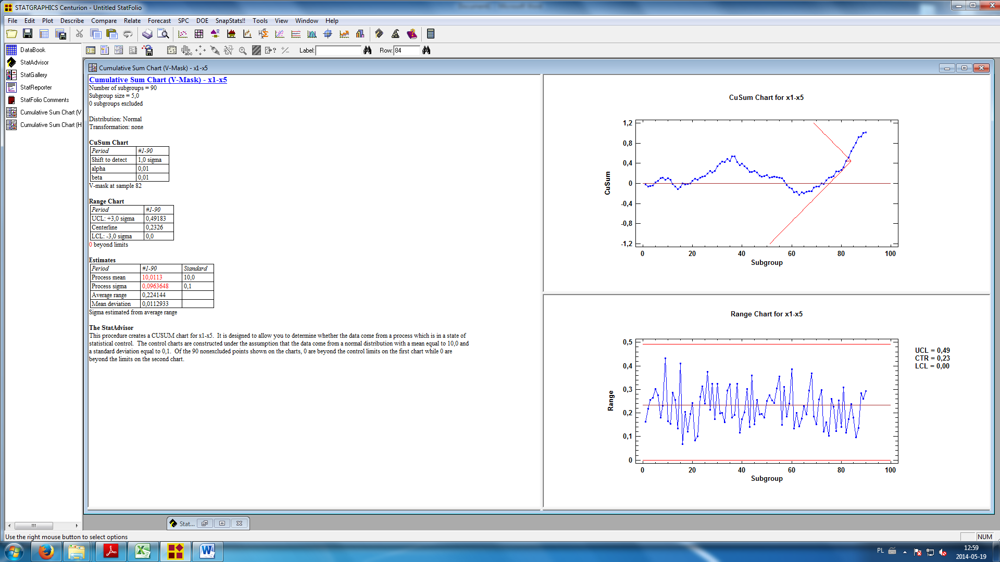 STATGRAPHICS Centurion - Untitled StatFolio
File Edit Plot Describe Compare Relate Forecast SPC DOE SnapStats!! Tools View Window Help
Label: Row: 84
DataBook
StatAdvisor
StatGallery
StatReporter
StatFolio Comments
Cumulative Sum Chart (V
Cumulative Sum Chart (H
Cumulative Sum Chart (V-Mask) - x1-x5
Cumulative Sum Chart (V-Mask) - x1-x5
Number of subgroups = 90
Subgroup size = 5,0
0 subgroups excluded
Distribution: Normal
Transformation: none
CuSum Chart
Period #1-90
Shift to detect 1,0 sigma
alpha 0,01
beta 0,01
V-mask at sample 82
Range Chart
Period #1-90
UCL: +3,0 sigma 0,49183
Centerline 0,2326
LCL: -3,0 sigma 0,0
0 beyond limits
Estimates
Period #1-90 Standard
Process mean 10,0113 10,0
Process sigma 0,0963648 0,1
Average range 0,224144
Mean deviation 0,0112933
Sigma estimated from average range
The StatAdvisor
This procedure creates a CUSUM chart for x1-x5. It is designed to allow you to determine whether the data come from a process which is in a state of
statistical control. The control charts are constructed under the assumption that the data come from a normal distribution with a mean equal to 10,0 and
a standard deviation equal to 0,1. Of the 90 nonexcluded points shown on the charts, 0 are beyond the control limits on the first chart while 0 are
beyond the limits on the second chart.
CuSum Chart for x1-x5
1,2
0,8
0,4
0
-0,4
-0,8
-1,2
CuSum
0 20 40 60 80 100
Subgroup
Range Chart for x1-x5
0,5
0,4
0,3
0,2
0,1
0
Range
0 20 40 60 80 100
Subgroup
UCL = 0,49
CTR = 0,23
LCL = 0,00
Stat...
Use the right mouse button to select options
NUM
PL
12:59
2014-05-19